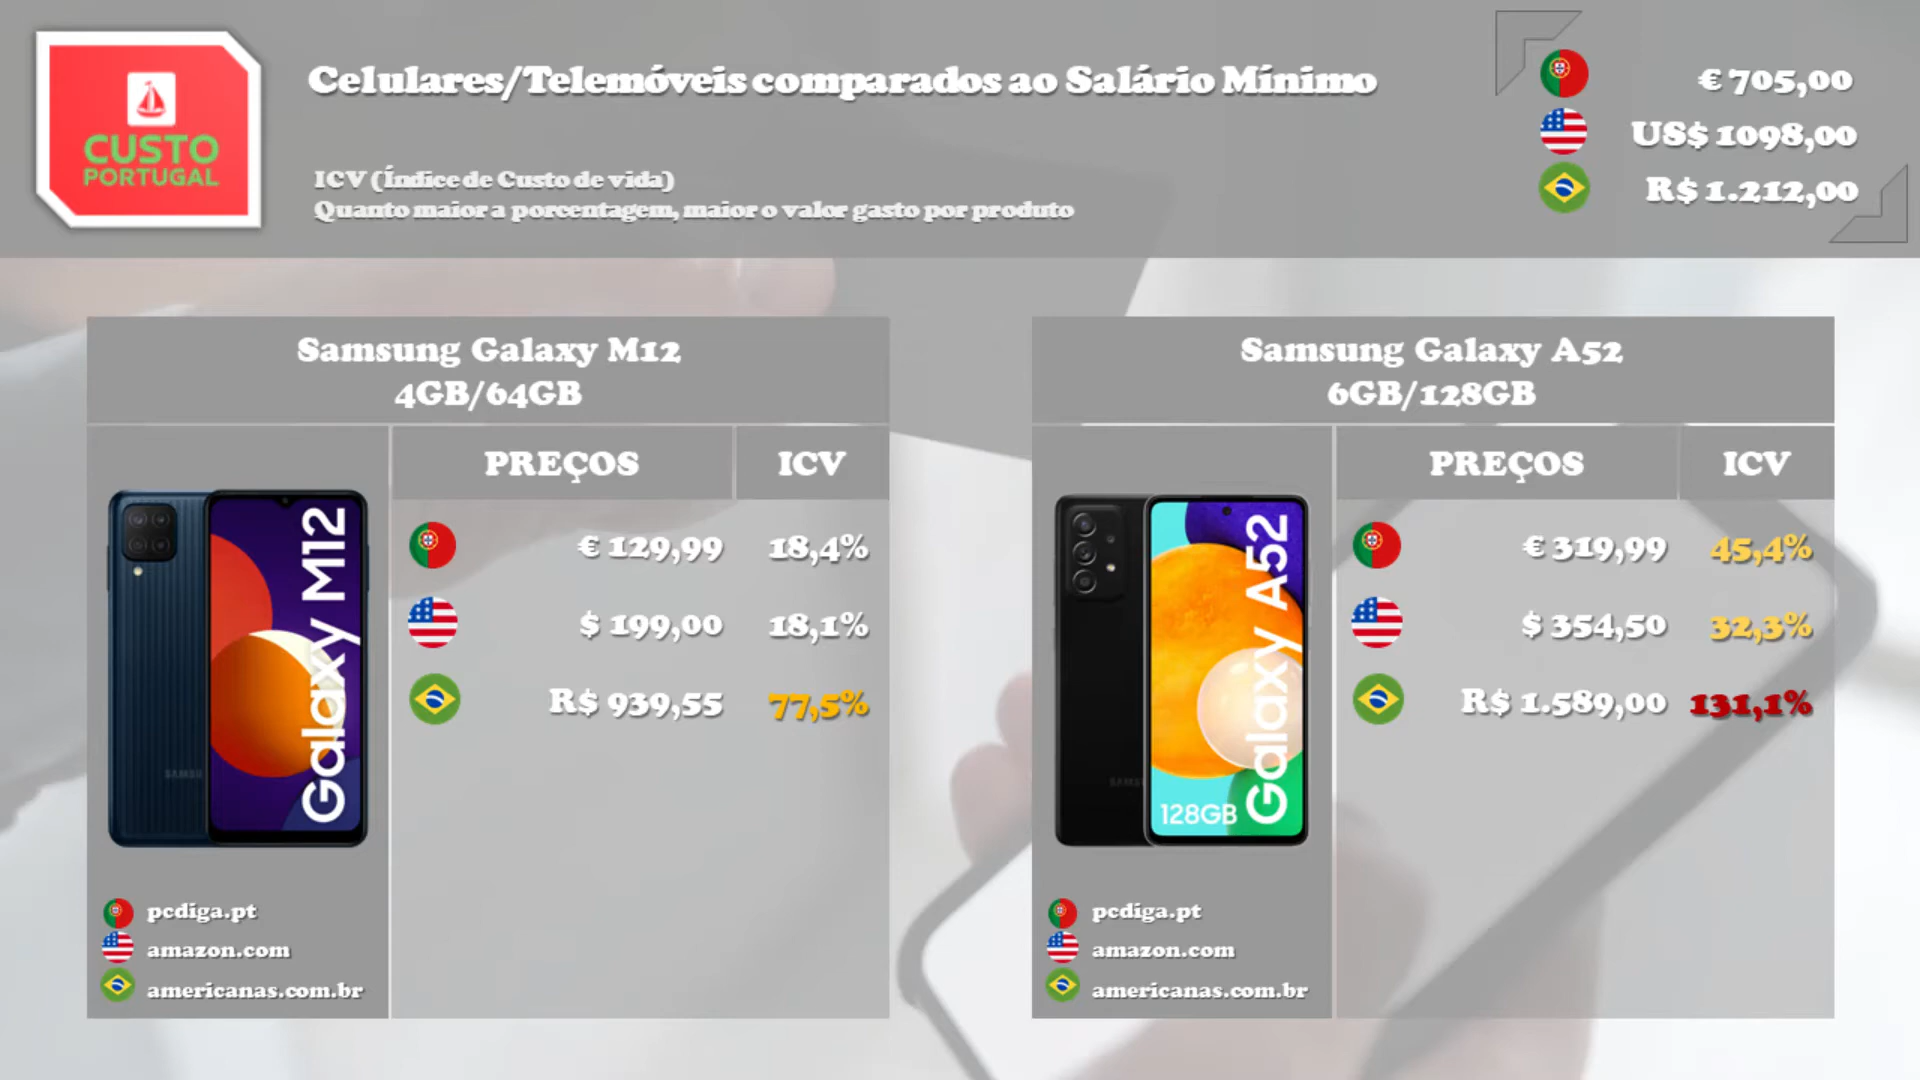 CUSTO
PORTUGAL
Celulares/Telemóveis comparados ao Salário Mínimo
ICV (Índice de Custo de vida)
Quanto maior a porcentagem, maior o valor gasto por produto
€ 705,00
US$ 1098,00
R$ 1.212,00
Samsung Galaxy M12
4GB/64GB
PREÇOS ICV
€ 129,99 18,4%
$ 199,00 18,1%
R$ 939,55 77,5%
Galaxy M12
SAMSU
pcdiga.pt
amazon.com
americanas.com.br
Samsung Galaxy A52
6GB/128GB
PREÇOS ICV
€ 319,99 45,4%
$ 354,50 32,3%
R$ 1.589,00 131,1%
Galaxy A52
128GB
SAMS
pcdiga.pt
amazon.com
americanas.com.br